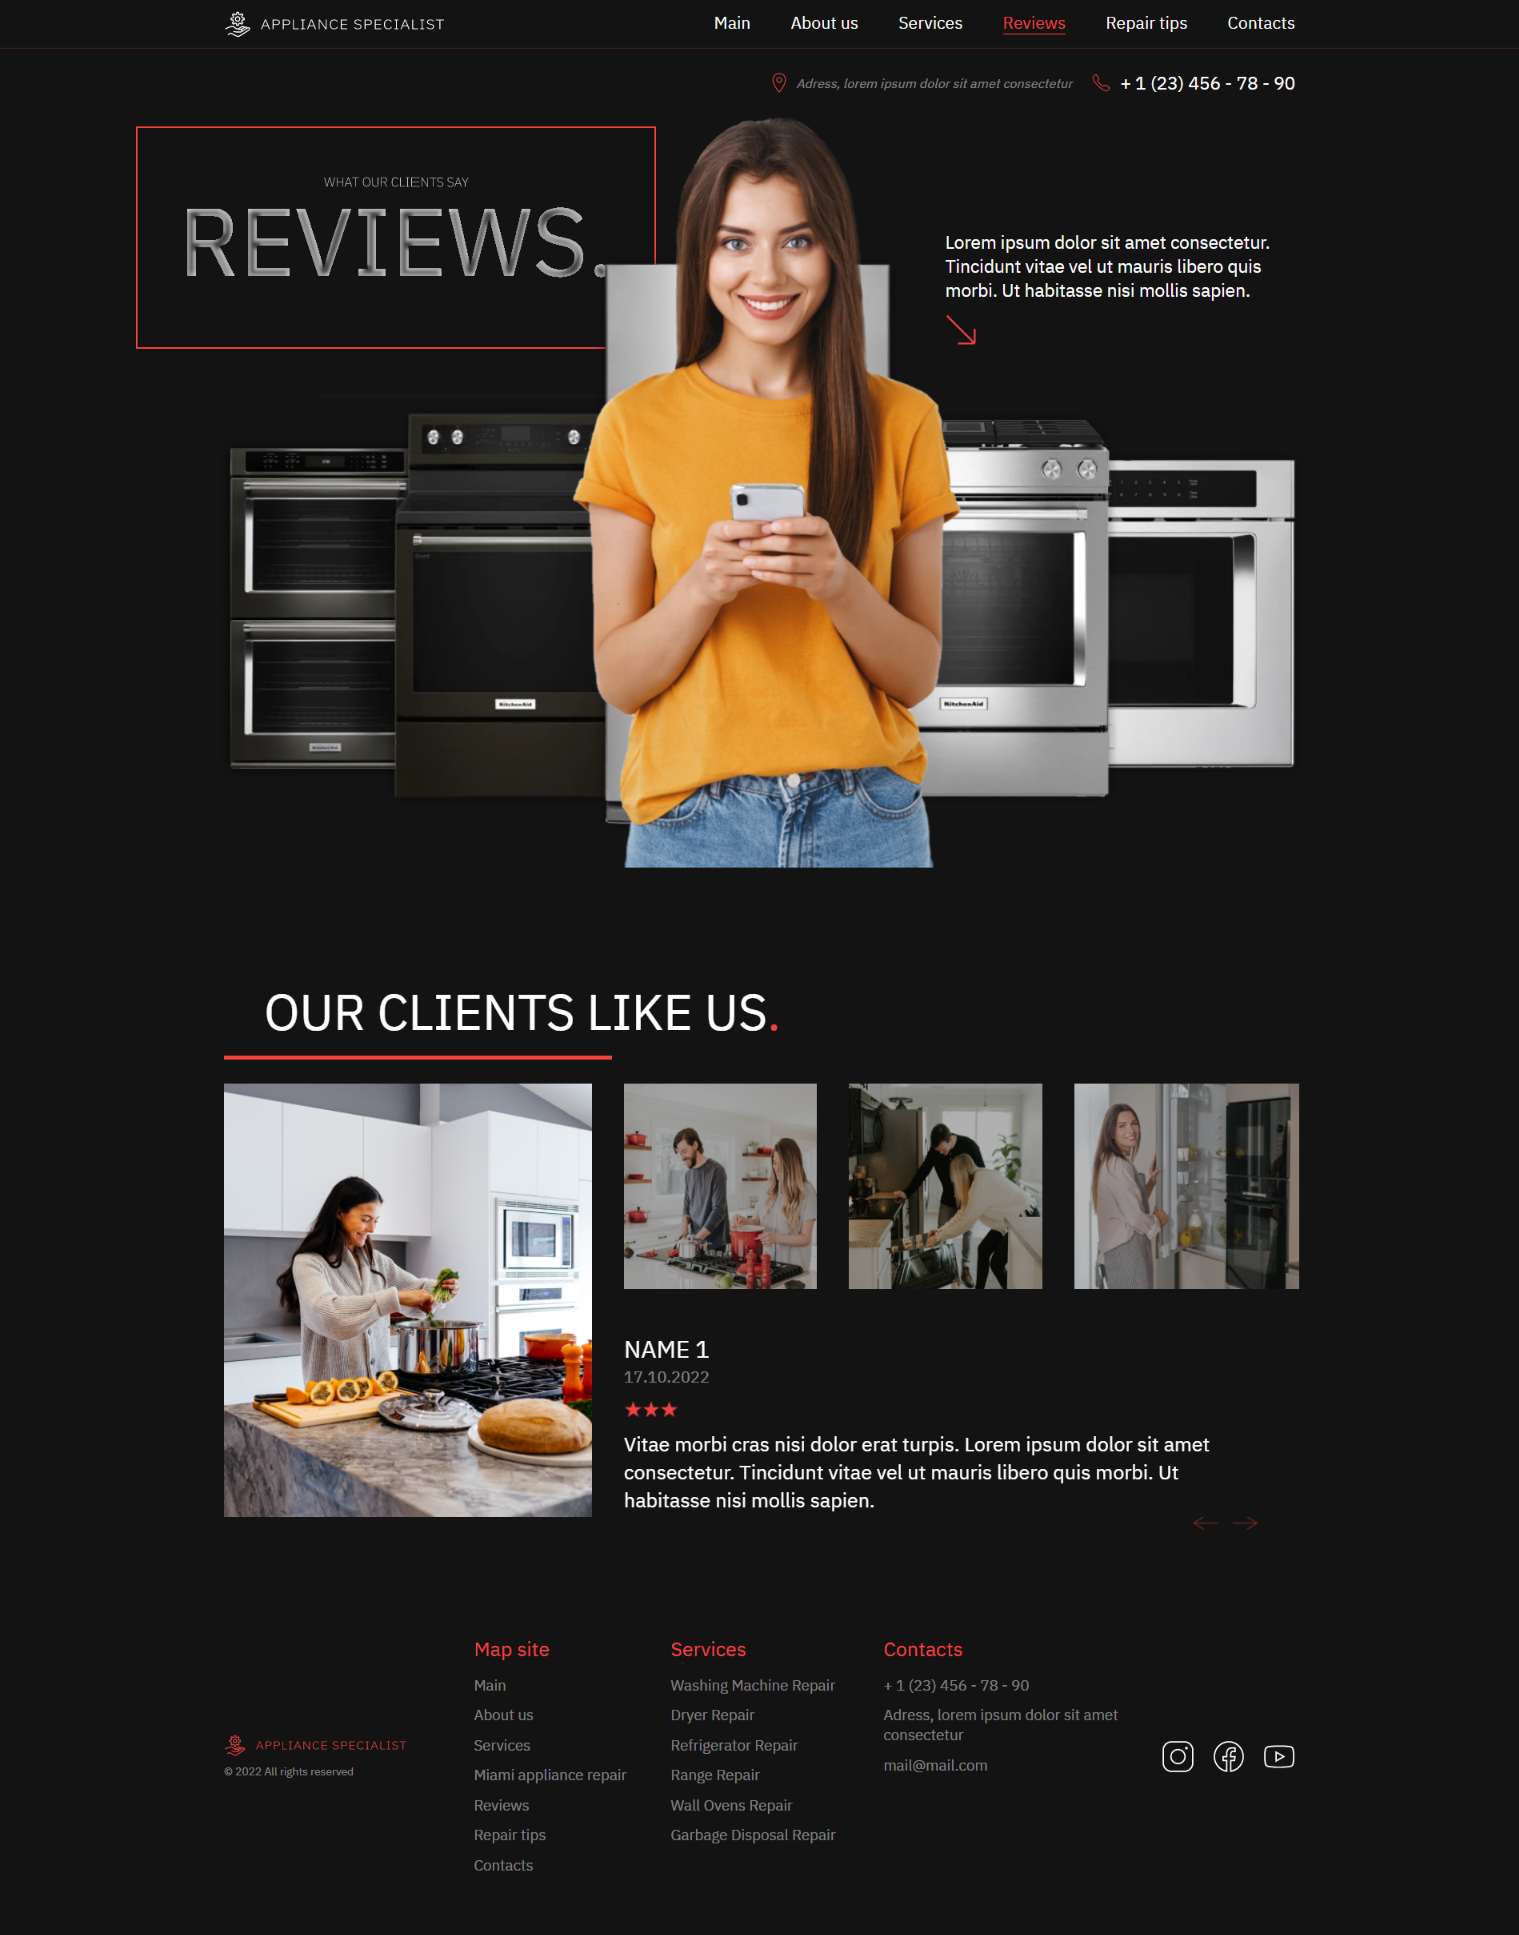 APPLIANCE SPECIALIST
Main
About us
Services
Reviews
Repair tips
Contacts
Adress, lorem ipsum dolor sit amet consectetur
+ 1 (23) 456 - 78 - 90
WHAT OUR CLIENTS SAY
REVIEWS.
Lorem ipsum dolor sit amet consectetur.
Tincidunt vitae vel ut mauris libero quis
morbi. Ut habitasse nisi mollis sapien.
KitchenAid
KitchenAid
OUR CLIENTS LIKE US.
NAME 1
17.10.2022
Vitae morbi cras nisi dolor erat turpis. Lorem ipsum dolor sit amet
consectetur. Tincidunt vitae vel ut mauris libero quis morbi. Ut
habitasse nisi mollis sapien.
APPLIANCE SPECIALIST
© 2022 All rights reserved
Map site
Main
About us
Services
Miami appliance repair
Reviews
Repair tips
Contacts
Services
Washing Machine Repair
Dryer Repair
Refrigerator Repair
Range Repair
Wall Ovens Repair
Garbage Disposal Repair
Contacts
+ 1 (23) 456 - 78 - 90
Adress, lorem ipsum dolor sit amet
consectetur
mail@mail.com